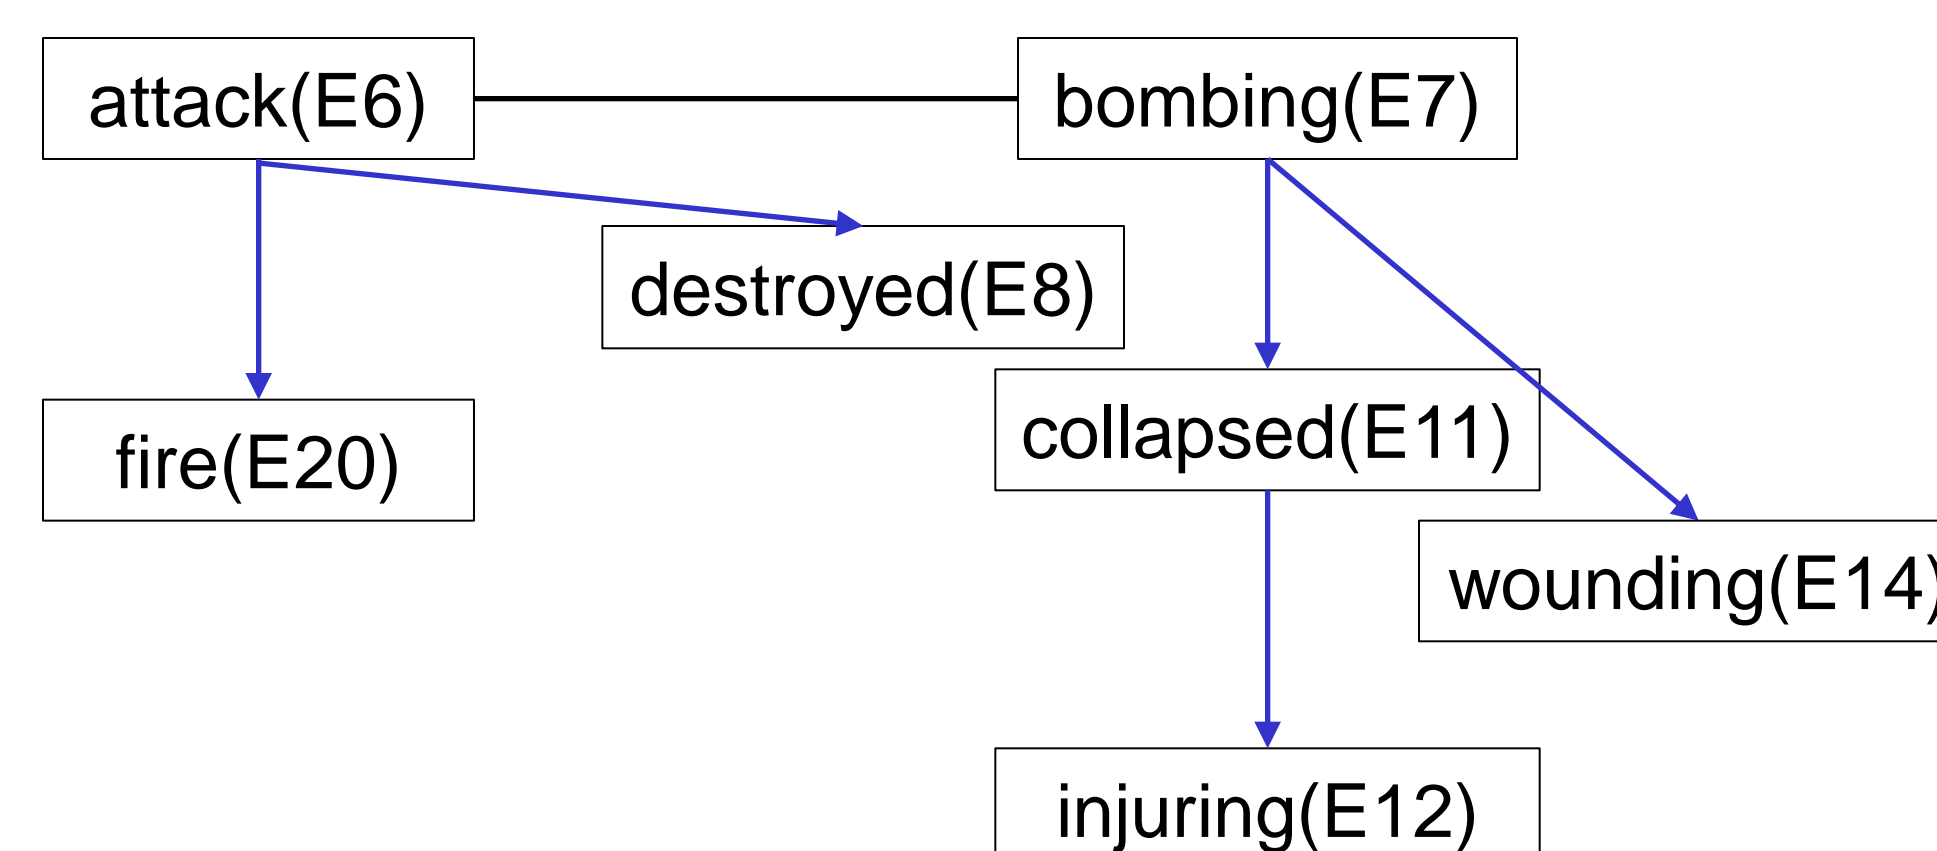 attack(E6)
bombing(E7)
destroyed(E8)
collapsed(E11)
fire(E20)
wounding(E14)
injuring(E12)